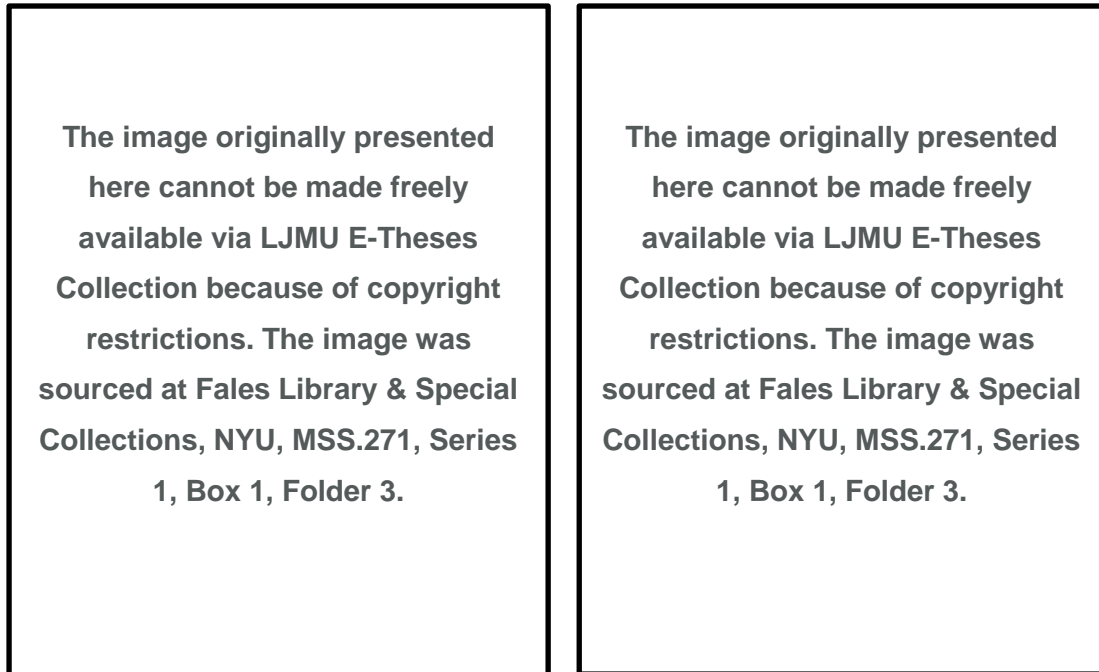 The image originally presented
here cannot be made freely
available via LJMU E-Theses
Collection because of copyright
restrictions. The image was
sourced at Fales Library & Special
Collections, NYU, MSS.271, Series
1, Box 1, Folder 3.
The image originally presented
here cannot be made freely
available via LJMU E-Theses
Collection because of copyright
restrictions. The image was
sourced at Fales Library & Special
Collections, NYU, MSS.271, Series
1, Box 1, Folder 3.